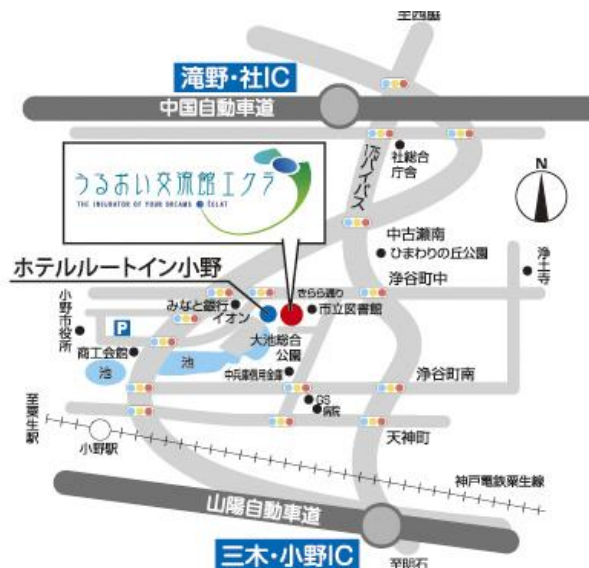 至西脇
滝野・社IC
中国自動車道
175バイパス
社総合
庁舎
うるおい交流館エクラ
THE INCUBATOR OF YOUR DREAMS ECLAT
N
中古瀬南
ひまわりの丘公園
浄谷町中
浄土寺
ホテルルートイン小野
きらら通り
みなと銀行
イオン
市立図書館
小野市役所
P
商工会館
大池総合
公園
池
池
中兵庫信用金庫
浄谷町南
GS
病院
至粟生駅
小野駅
天神町
神戸電鉄粟生線
山陽自動車道
三木・小野IC
至明石